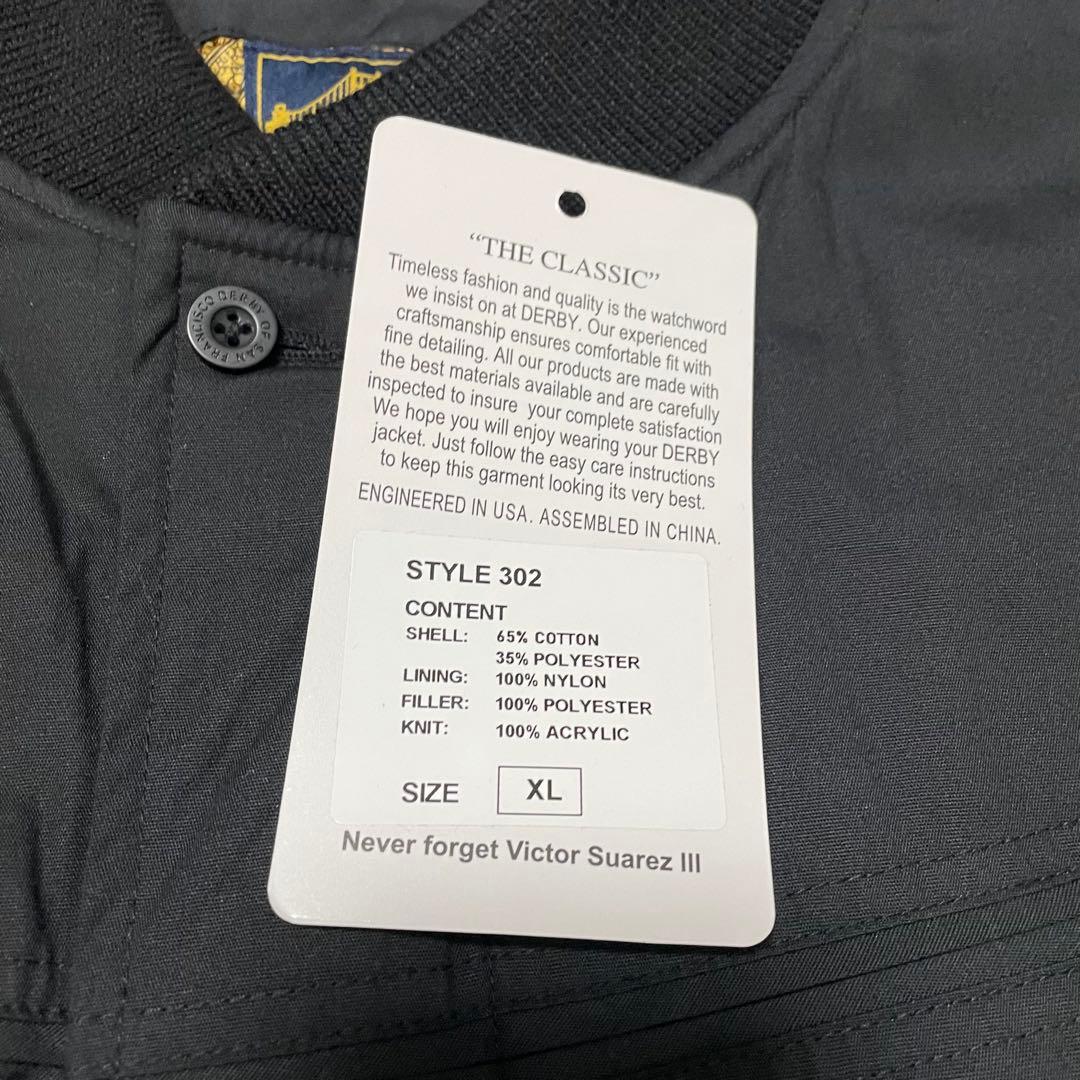 DERBY OF SAN FRANCISCO
“THE CLASSIC”
Timeless fashion and quality is the watchword
we insist on at DERBY. Our experienced
craftsmanship ensures comfortable fit with
fine detailing. All our products are made with
the best materials available and are carefully
inspected to insure your complete satisfaction
We hope you will enjoy wearing your DERBY
jacket. Just follow the easy care instructions
to keep this garment looking its very best.
ENGINEERED IN USA. ASSEMBLED IN CHINA.
STYLE 302
CONTENT
SHELL: 65% COTTON
35% POLYESTER
LINING: 100% NYLON
FILLER: 100% POLYESTER
KNIT: 100% ACRYLIC
SIZE XL
Never forget Victor Suarez III